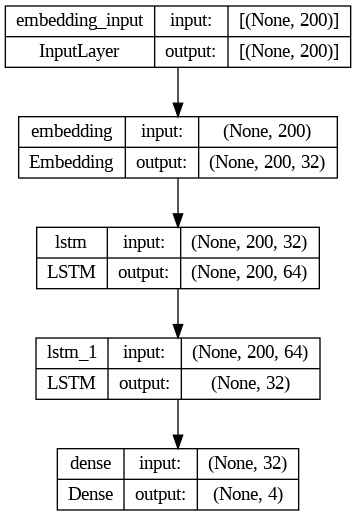 embedding_input input: [(None, 200)]
InputLayer output: [(None, 200)]
embedding input: (None, 200)
Embedding output: (None, 200, 32)
lstm input: (None, 200, 32)
LSTM output: (None, 200, 64)
lstm_1 input: (None, 200, 64)
LSTM output: (None, 32)
dense input: (None, 32)
Dense output: (None, 4)